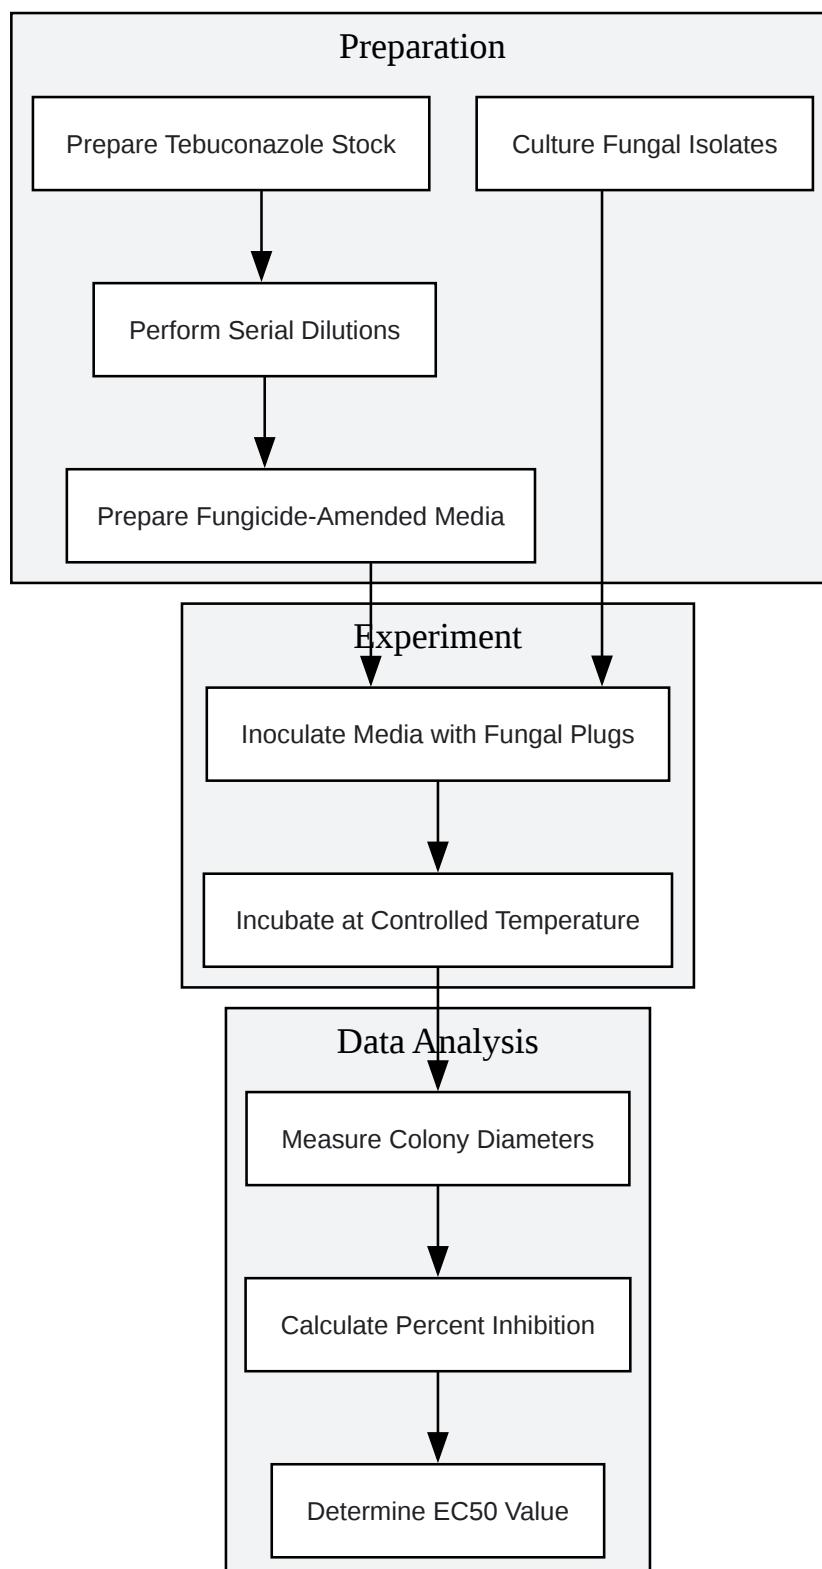 Preparation
Prepare Tebuconazole Stock
Culture Fungal Isolates
Perform Serial Dilutions
Prepare Fungicide-Amended Media
Experiment
Inoculate Media with Fungal Plugs
Incubate at Controlled Temperature
Data Analysis
Measure Colony Diameters
Calculate Percent Inhibition
Determine EC50 Value